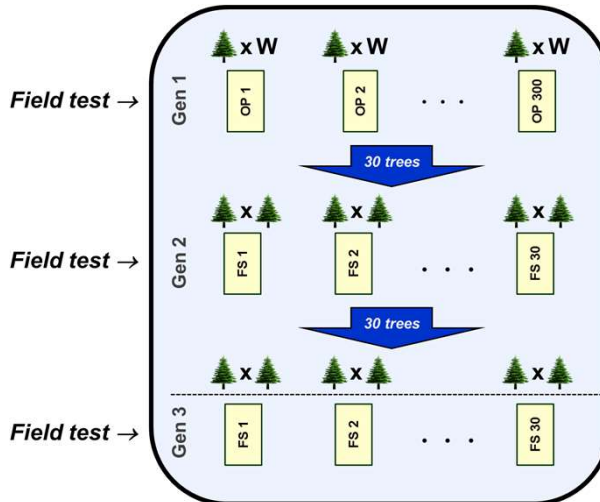 x W x W x W
Field test → Gen 1 OP 1 OP 2 . . . OP 300
30 trees
x x x
Field test → Gen 2 FS 1 FS 2 . . . FS 30
30 trees
x x x
Field test → Gen 3 FS 1 FS 2 . . . FS 30